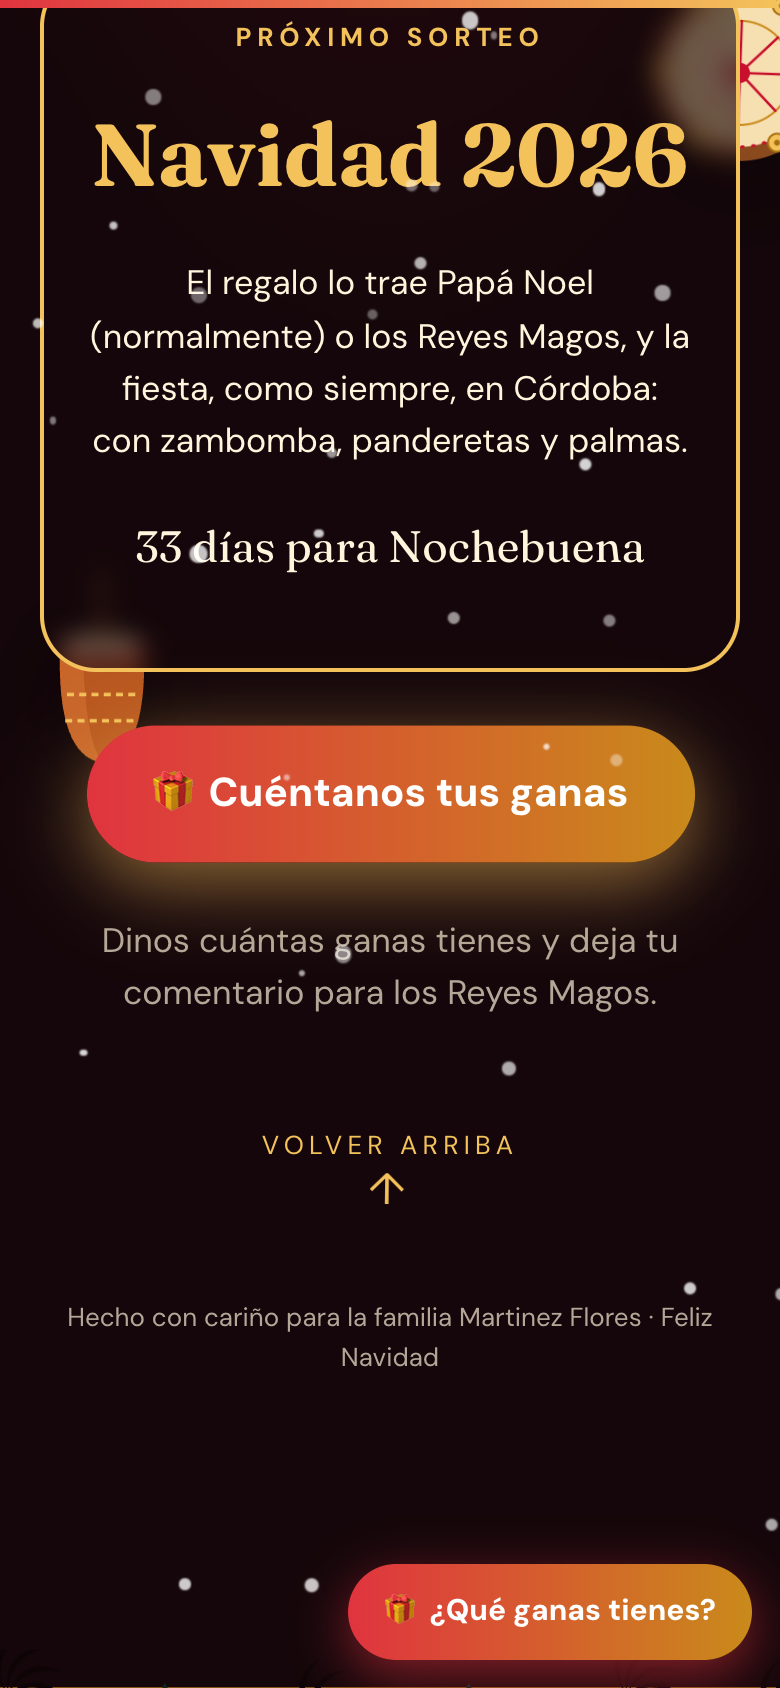 PRÓXIMO SORTEO
Navidad 2026
El regalo lo trae Papá Noel
(normalmente) o los Reyes Magos, y la
fiesta, como siempre, en Córdoba:
con zambomba, panderetas y palmas.
33 días para Nochebuena
🎁 Cuéntanos tus ganas
Dinos cuántas ganas tienes y deja tu
comentario para los Reyes Magos.
VOLVER ARRIBA
↑
Hecho con cariño para la familia Martinez Flores · Feliz
Navidad
🎁 ¿Qué ganas tienes?